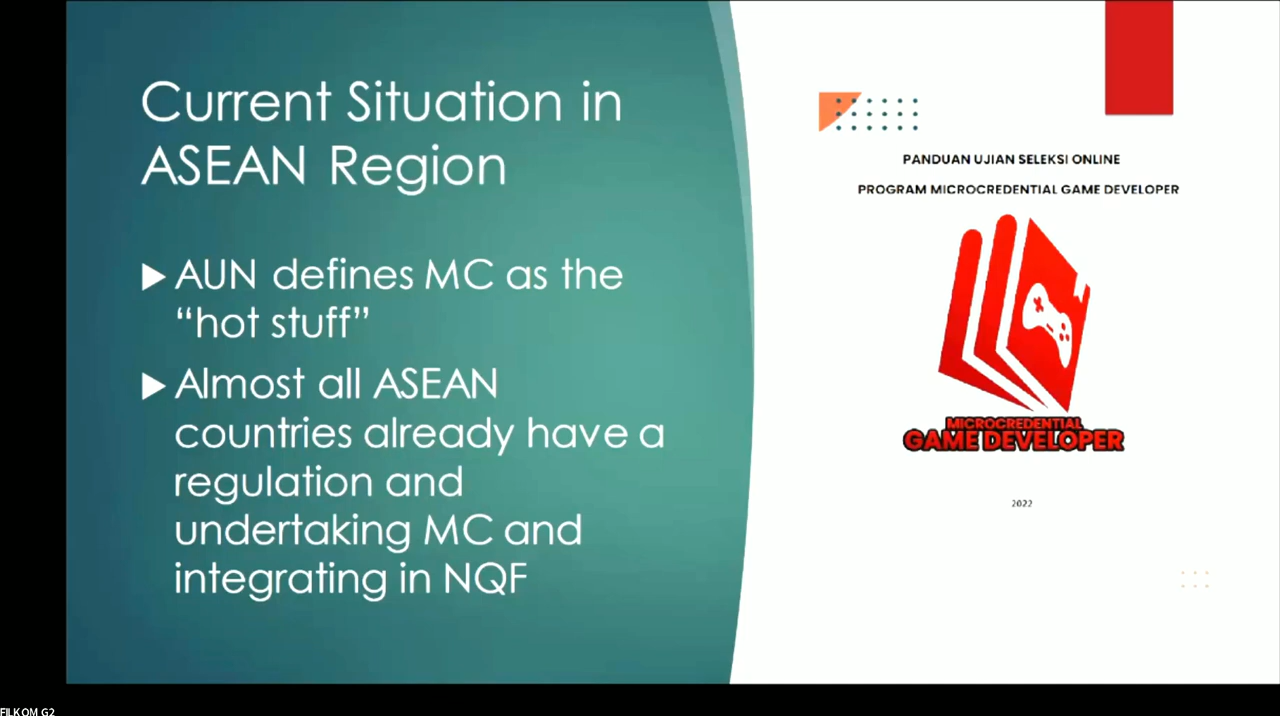 Current Situation in
ASEAN Region
AUN defines MC as the
“hot stuff”
Almost all ASEAN
countries already have a
regulation and
undertaking MC and
integrating in NQF
PANDUAN UJIAN SELEKSI ONLINE
PROGRAM MICROCREDENTIAL GAME DEVELOPER
MICROCREDENTIAL
GAME DEVELOPER
2022
FILKOM G2